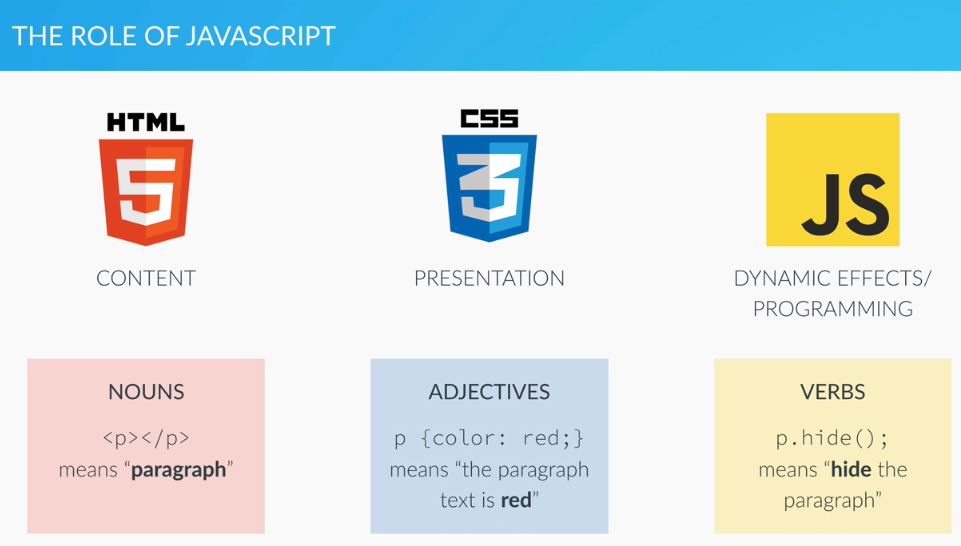 THE ROLE OF JAVASCRIPT
HTML
5
CONTENT
CSS
3
PRESENTATION
JS
DYNAMIC EFFECTS/
PROGRAMMING
NOUNS
<p></p>
means “paragraph”
ADJECTIVES
p {color: red;}
means “the paragraph
text is red”
VERBS
p.hide();
means “hide the
paragraph”